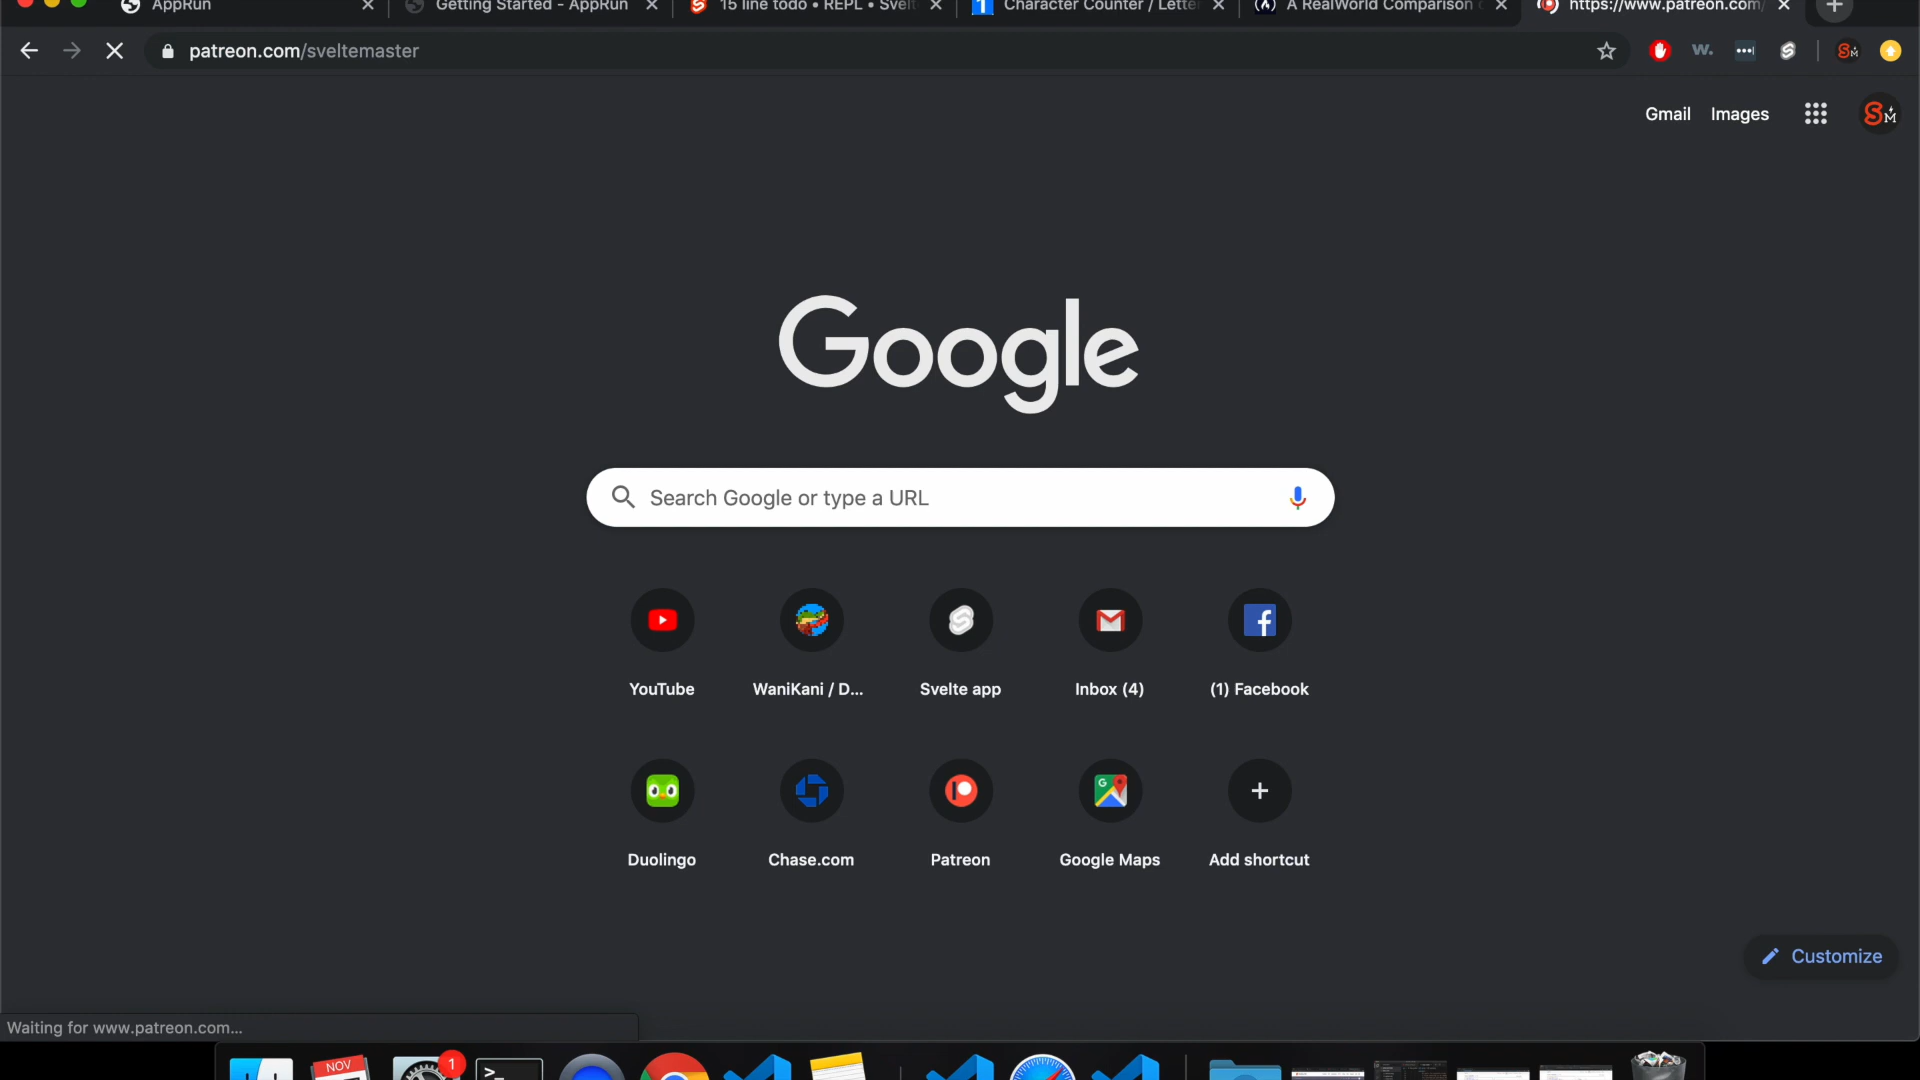 AppRun
Getting Started - AppRun
15 line todo • REPL • Svelt
Character Counter / Lette
A RealWorld Comparison
https://www.patreon.com/
patreon.com/sveltemaster
Gmail Images
Google
Search Google or type a URL
YouTube
WaniKani / D...
Svelte app
Inbox (4)
(1) Facebook
Duolingo
Chase.com
Patreon
Google Maps
Add shortcut
Customize
Waiting for www.patreon.com...
NOV
1